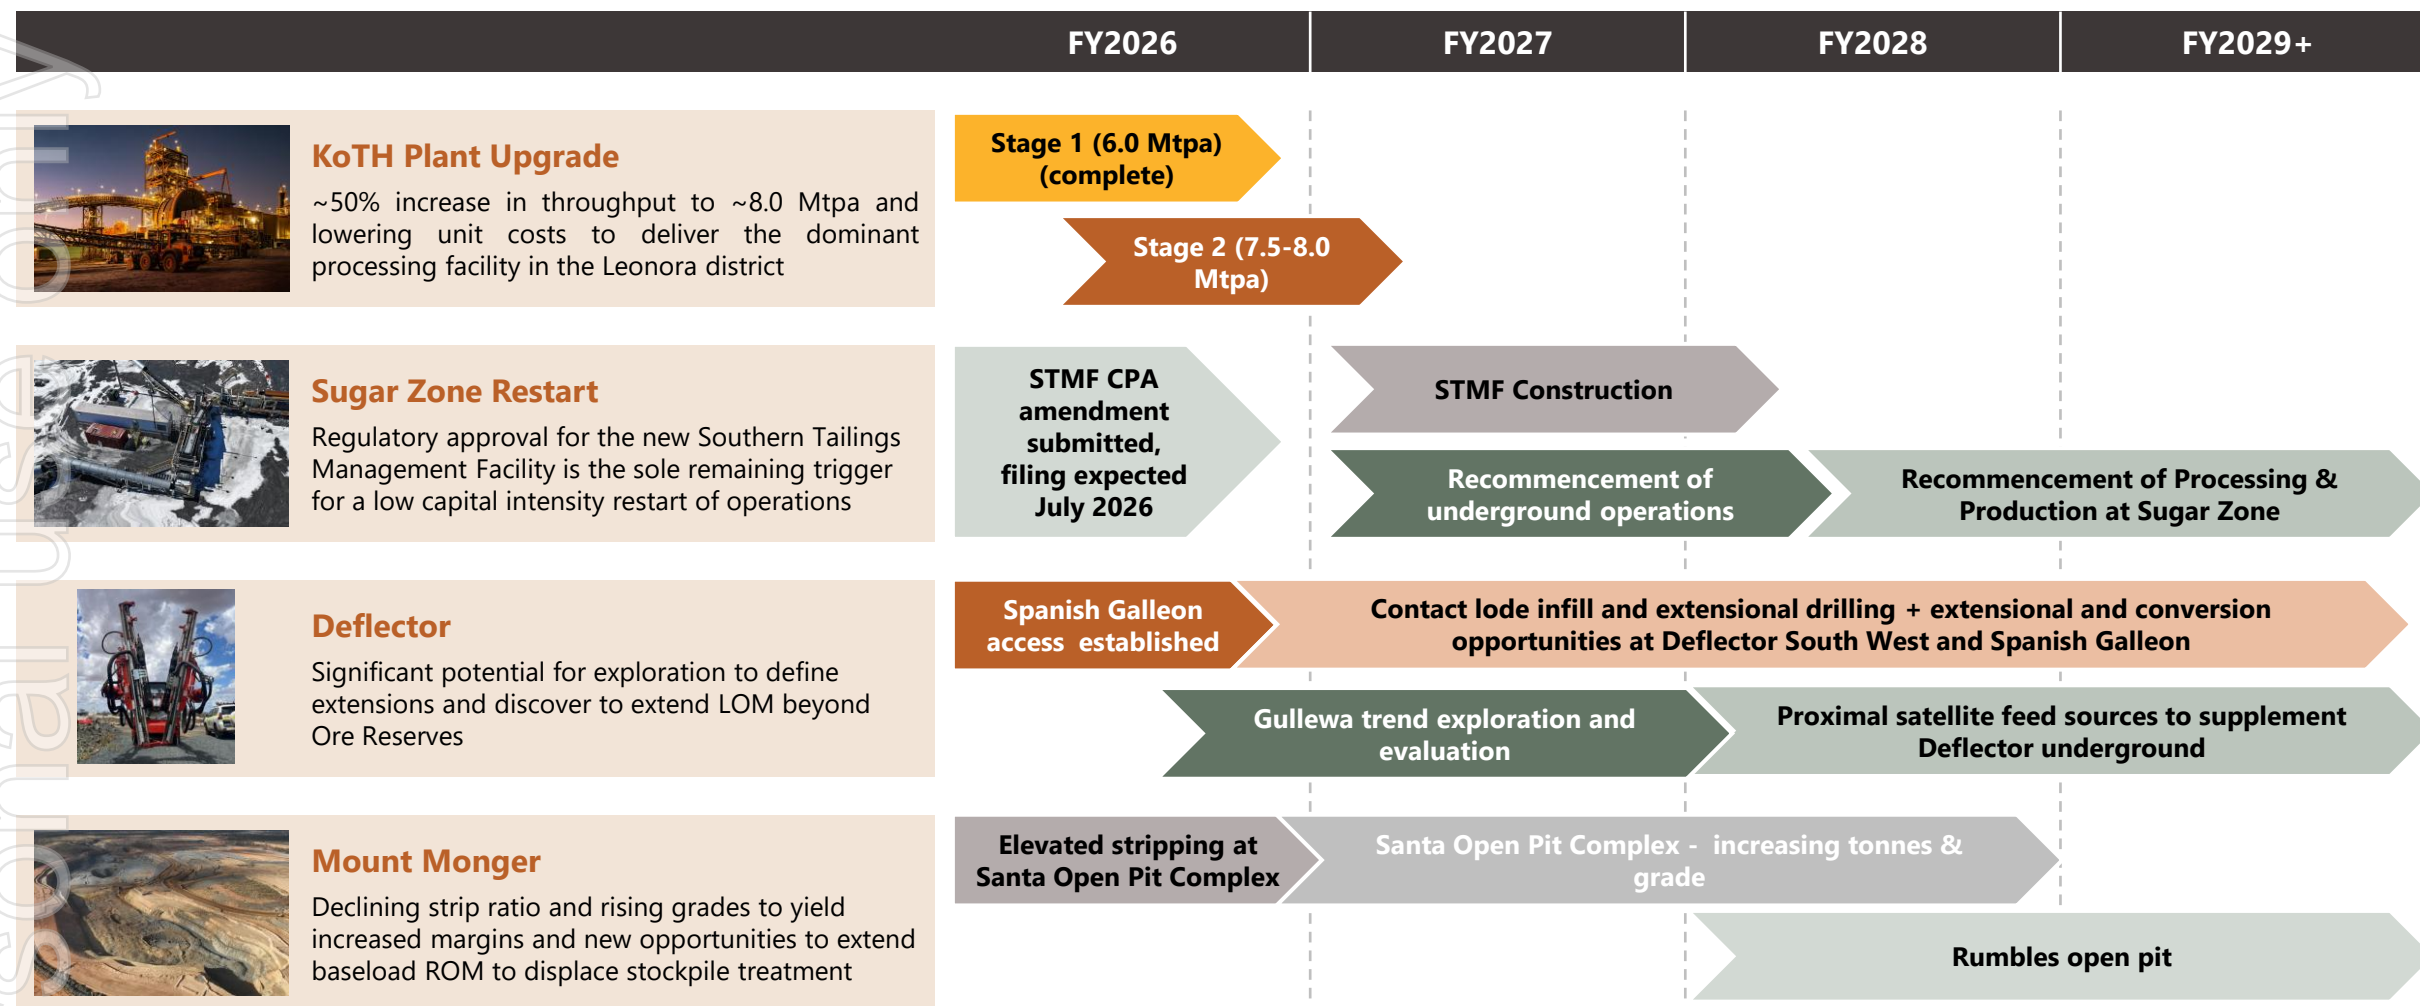 FY2026
FY2027
FY2028
FY2029+
KoTH Plant Upgrade
~50% increase in throughput to ~8.0 Mtpa and
lowering unit costs to deliver the dominant
processing facility in the Leonora district
Stage 1 (6.0 Mtpa)
(complete)
Stage 2 (7.5-8.0
Mtpa)
Sugar Zone Restart
Regulatory approval for the new Southern Tailings
Management Facility is the sole remaining trigger
for a low capital intensity restart of operations
STMF CPA
amendment
submitted,
filing expected
July 2026
STMF Construction
Recommencement of
underground operations
Recommencement of Processing &
Production at Sugar Zone
Deflector
Significant potential for exploration to define
extensions and discover to extend LOM beyond
Ore Reserves
Spanish Galleon
access established
Contact lode infill and extensional drilling + extensional and conversion
opportunities at Deflector South West and Spanish Galleon
Gullewa trend exploration and
evaluation
Proximal satellite feed sources to supplement
Deflector underground
Mount Monger
Declining strip ratio and rising grades to yield
increased margins and new opportunities to extend
baseload ROM to displace stockpile treatment
Elevated stripping at
Santa Open Pit Complex
Santa Open Pit Complex - increasing tonnes &
grade
Rumbles open pit
sonal use only